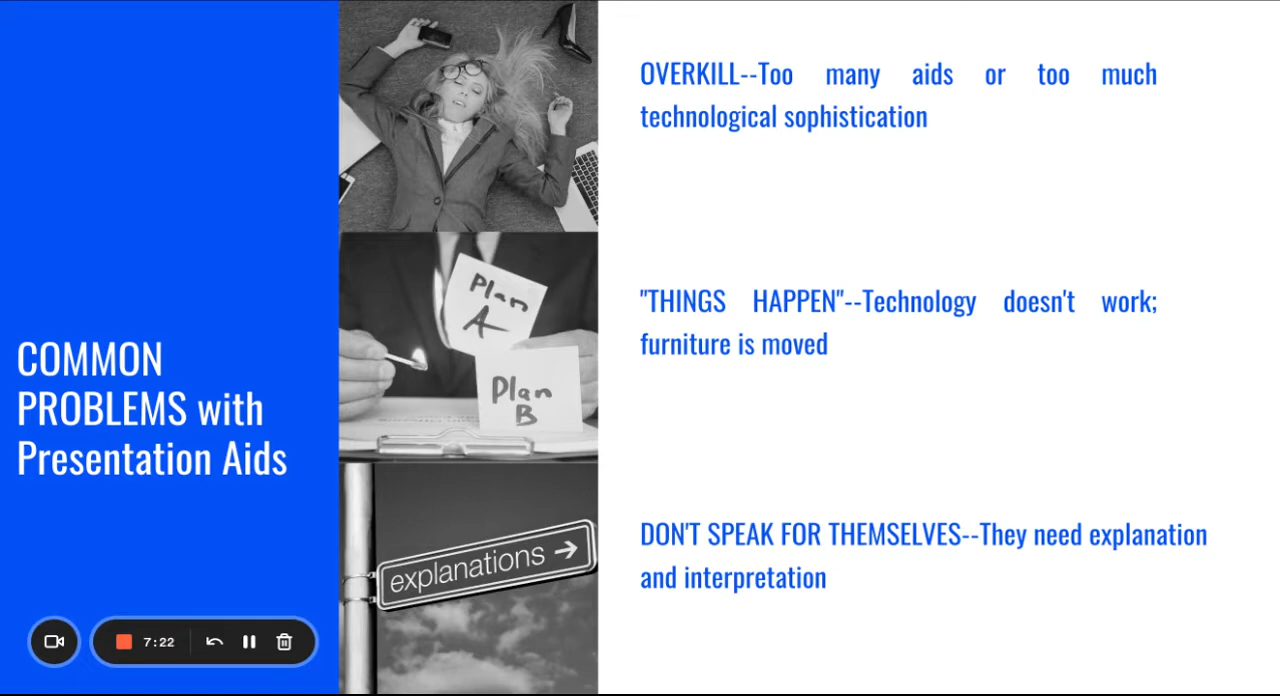 COMMON
PROBLEMS with
Presentation Aids
Plan
A
Plan
B
explanations →
OVERKILL--Too many aids or too much
technological sophistication
"THINGS HAPPEN"--Technology doesn't work;
furniture is moved
DON'T SPEAK FOR THEMSELVES--They need explanation
and interpretation
7:22